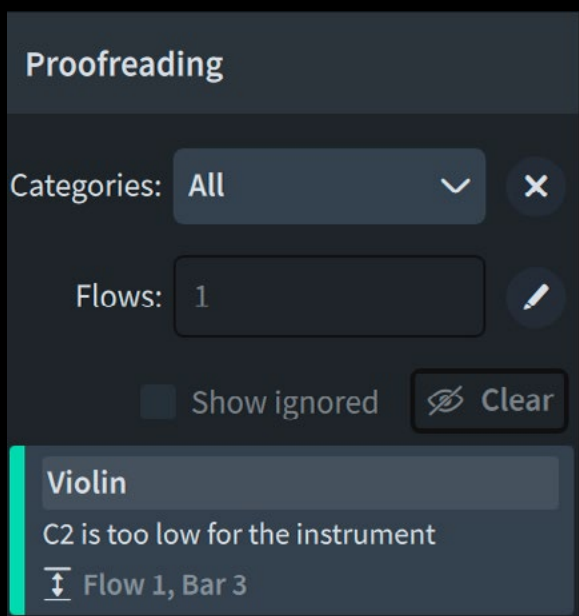 Proofreading
Categories: All
Flows: 1
Show ignored Clear
Violin
C2 is too low for the instrument
Flow 1, Bar 3